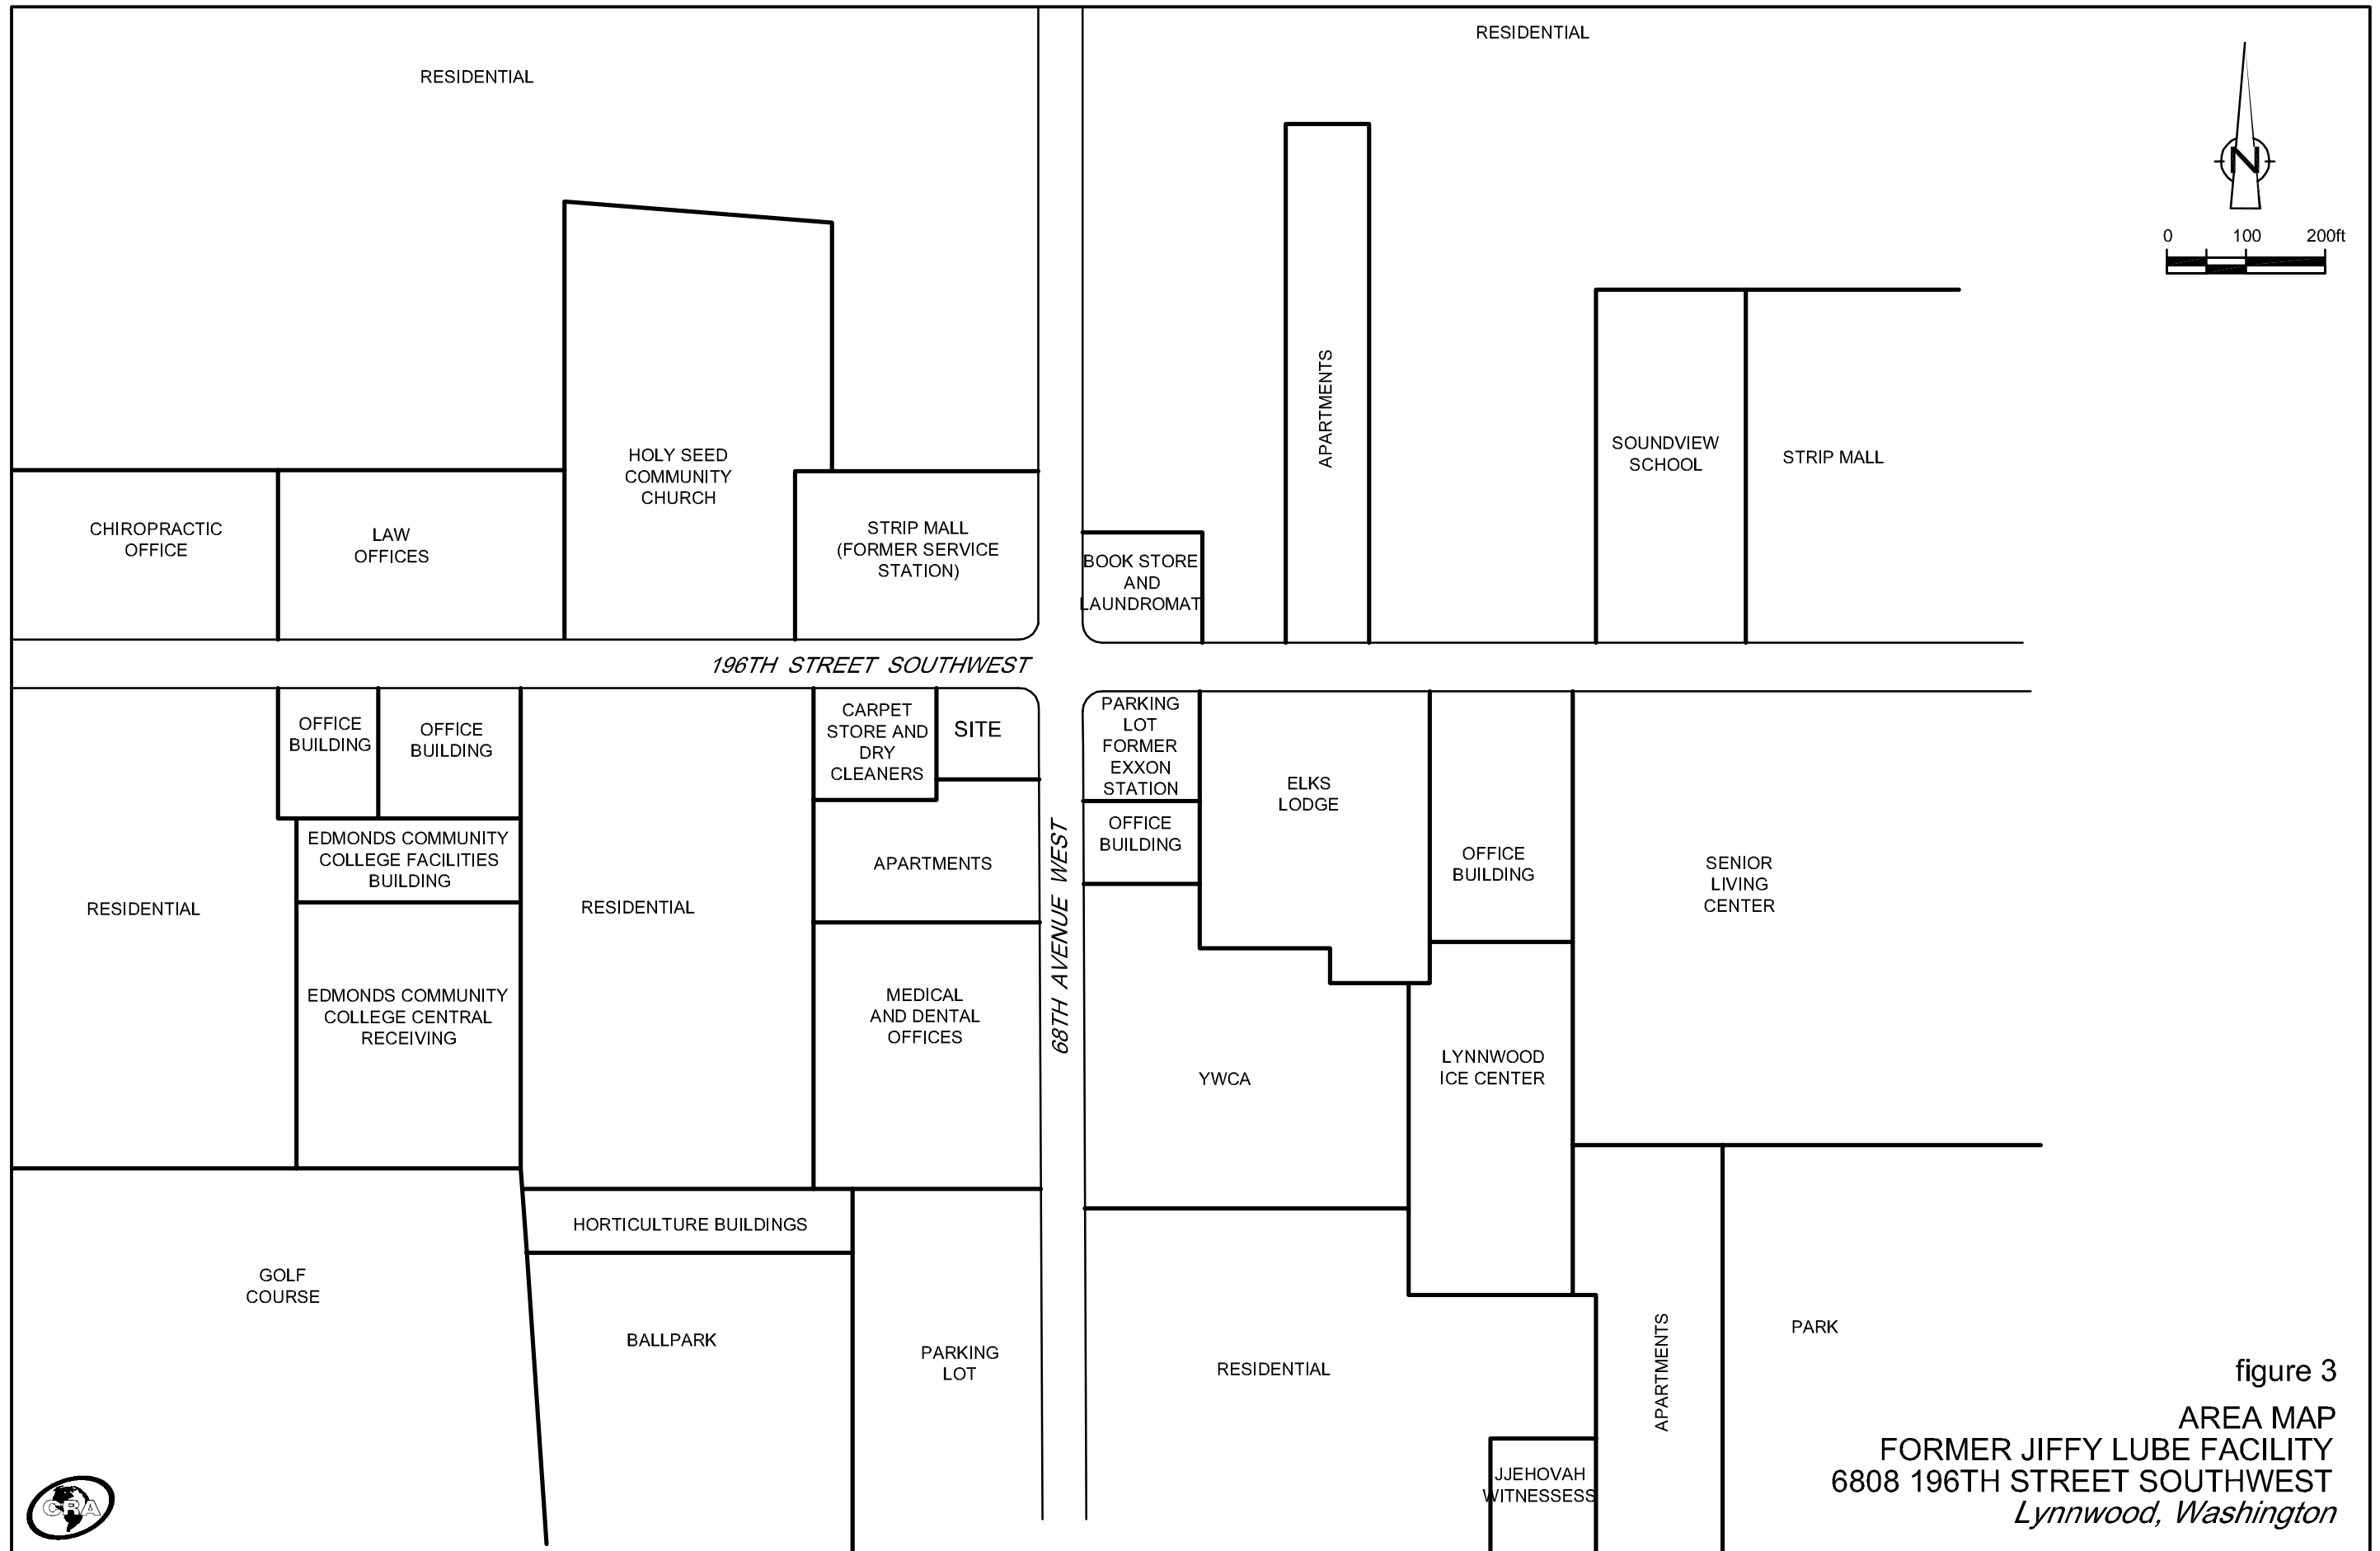 RESIDENTIAL
RESIDENTIAL
N
0 100 200ft
APARTMENTS
HOLY SEED
COMMUNITY
CHURCH
SOUNDVIEW
SCHOOL
STRIP MALL
CHIROPRACTIC
OFFICE
LAW
OFFICES
STRIP MALL
(FORMER SERVICE
STATION)
BOOK STORE
AND
LAUNDROMAT
196TH STREET SOUTHWEST
OFFICE
BUILDING
OFFICE
BUILDING
CARPET
STORE AND
DRY
CLEANERS
SITE
PARKING
LOT
FORMER
EXXON
STATION
ELKS
LODGE
OFFICE
BUILDING
EDMONDS COMMUNITY
COLLEGE FACILITIES
BUILDING
APARTMENTS
68TH AVENUE WEST
OFFICE
BUILDING
SENIOR
LIVING
CENTER
RESIDENTIAL
RESIDENTIAL
EDMONDS COMMUNITY
COLLEGE CENTRAL
RECEIVING
MEDICAL
AND DENTAL
OFFICES
YWCA
LYNNWOOD
ICE CENTER
HORTICULTURE BUILDINGS
GOLF
COURSE
BALLPARK
PARKING
LOT
RESIDENTIAL
APARTMENTS
PARK
JJEHOVAH
WITNESSESS
figure 3
AREA MAP
FORMER JIFFY LUBE FACILITY
6808 196TH STREET SOUTHWEST
Lynnwood, Washington
CRA